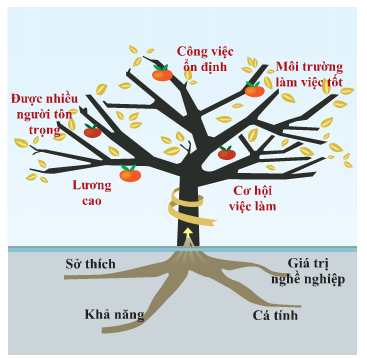 Công việc
ổn định
Môi trường
làm việc tốt
Được nhiều
người tôn
trọng
Lương
cao
Cơ hội
việc làm
Sở thích
Giá trị
nghề nghiệp
Khả năng
Cá tính